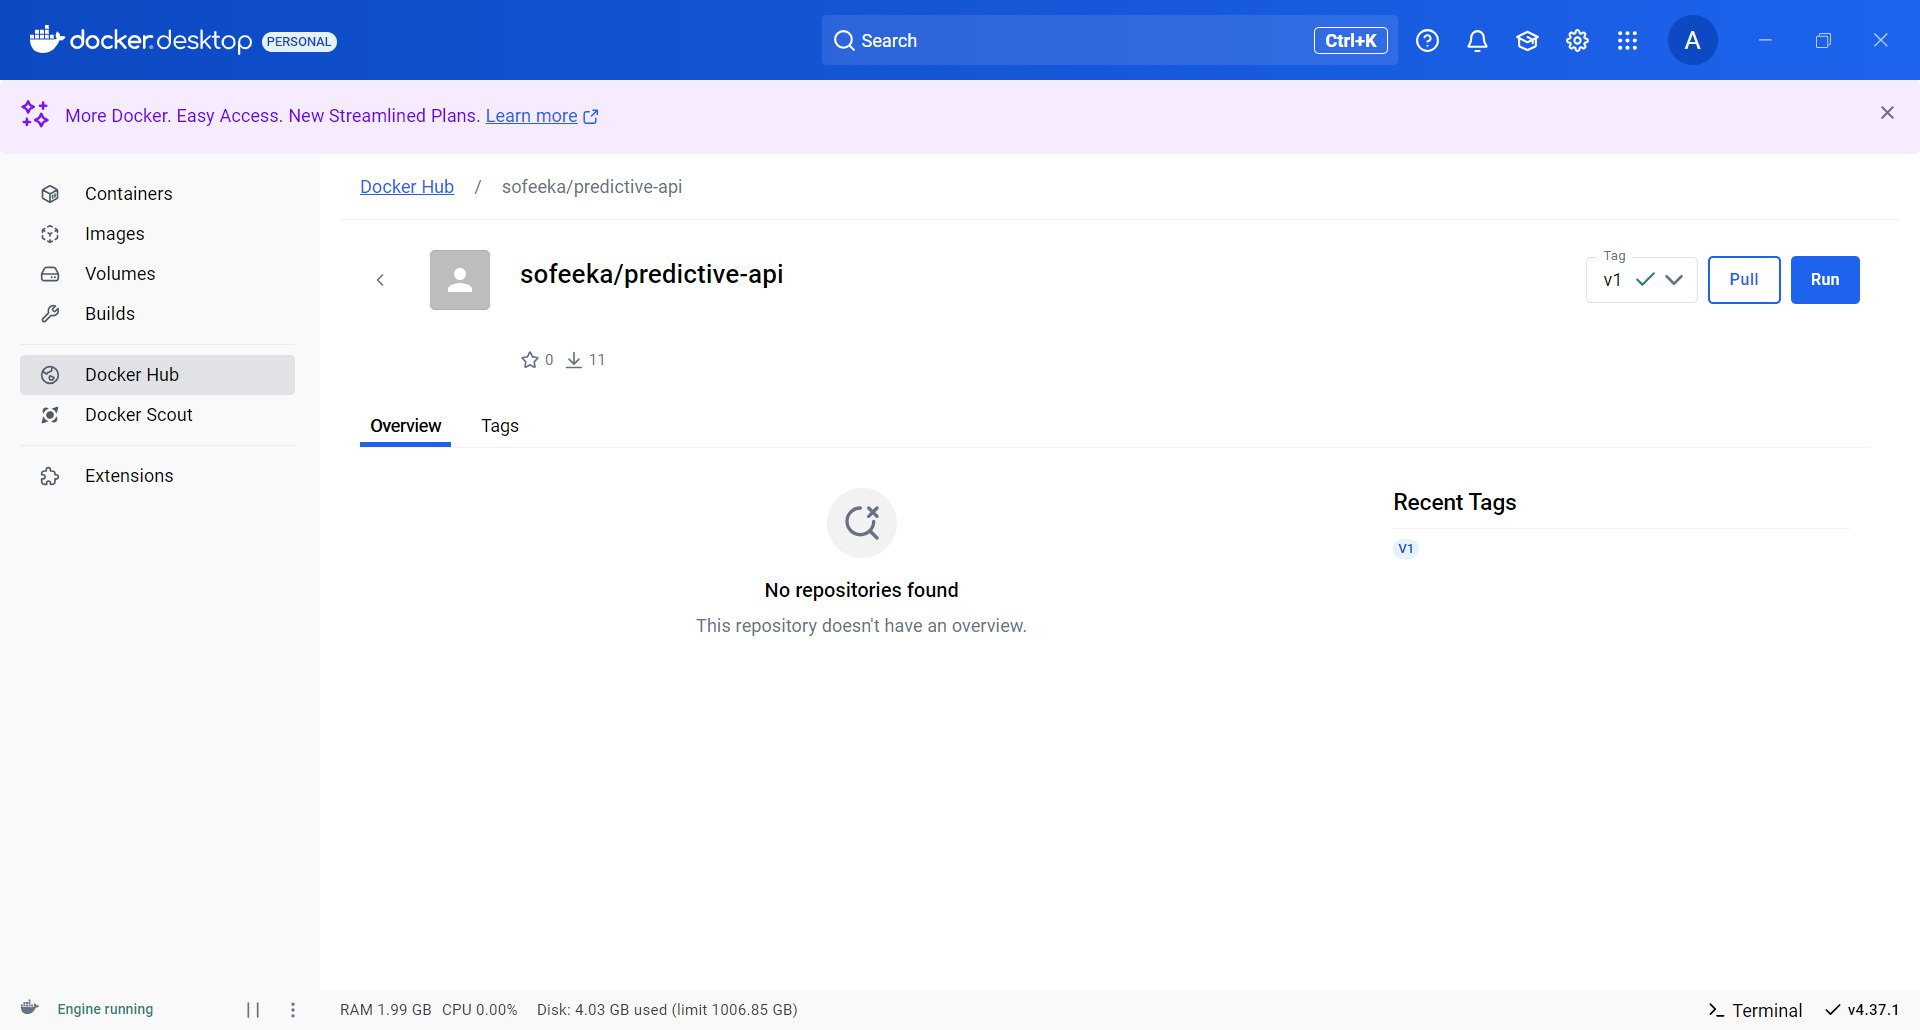 docker.desktop PERSONAL
Search Ctrl+K
A
More Docker. Easy Access. New Streamlined Plans. Learn more
Containers
Images
Volumes
Builds
Docker Hub
Docker Scout
Extensions
Docker Hub / sofeeka/predictive-api
sofeeka/predictive-api
Tag
v1
Pull
Run
0 11
Overview Tags
No repositories found
This repository doesn't have an overview.
Recent Tags
V1
Engine running
RAM 1.99 GB CPU 0.00% Disk: 4.03 GB used (limit 1006.85 GB)
>_ Terminal
v4.37.1